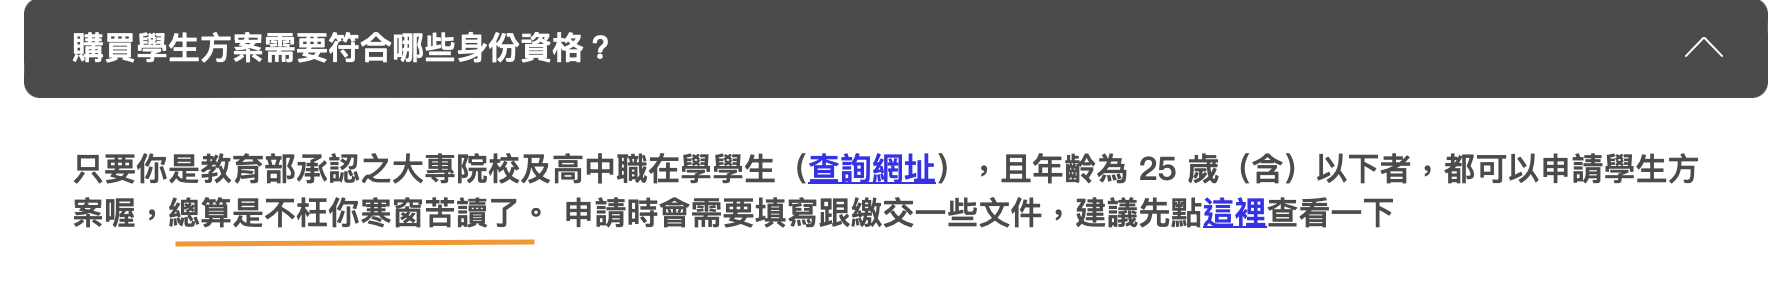 購買學生方案需要符合哪些身份資格？
只要你是教育部承認之大專院校及高中職在學學生（查詢網址），且年齡為 25 歲（含）以下者，都可以申請學生方
案喔，總算是不枉你寒窗苦讀了。 申請時會需要填寫跟繳交一些文件，建議先點這裡查看一下